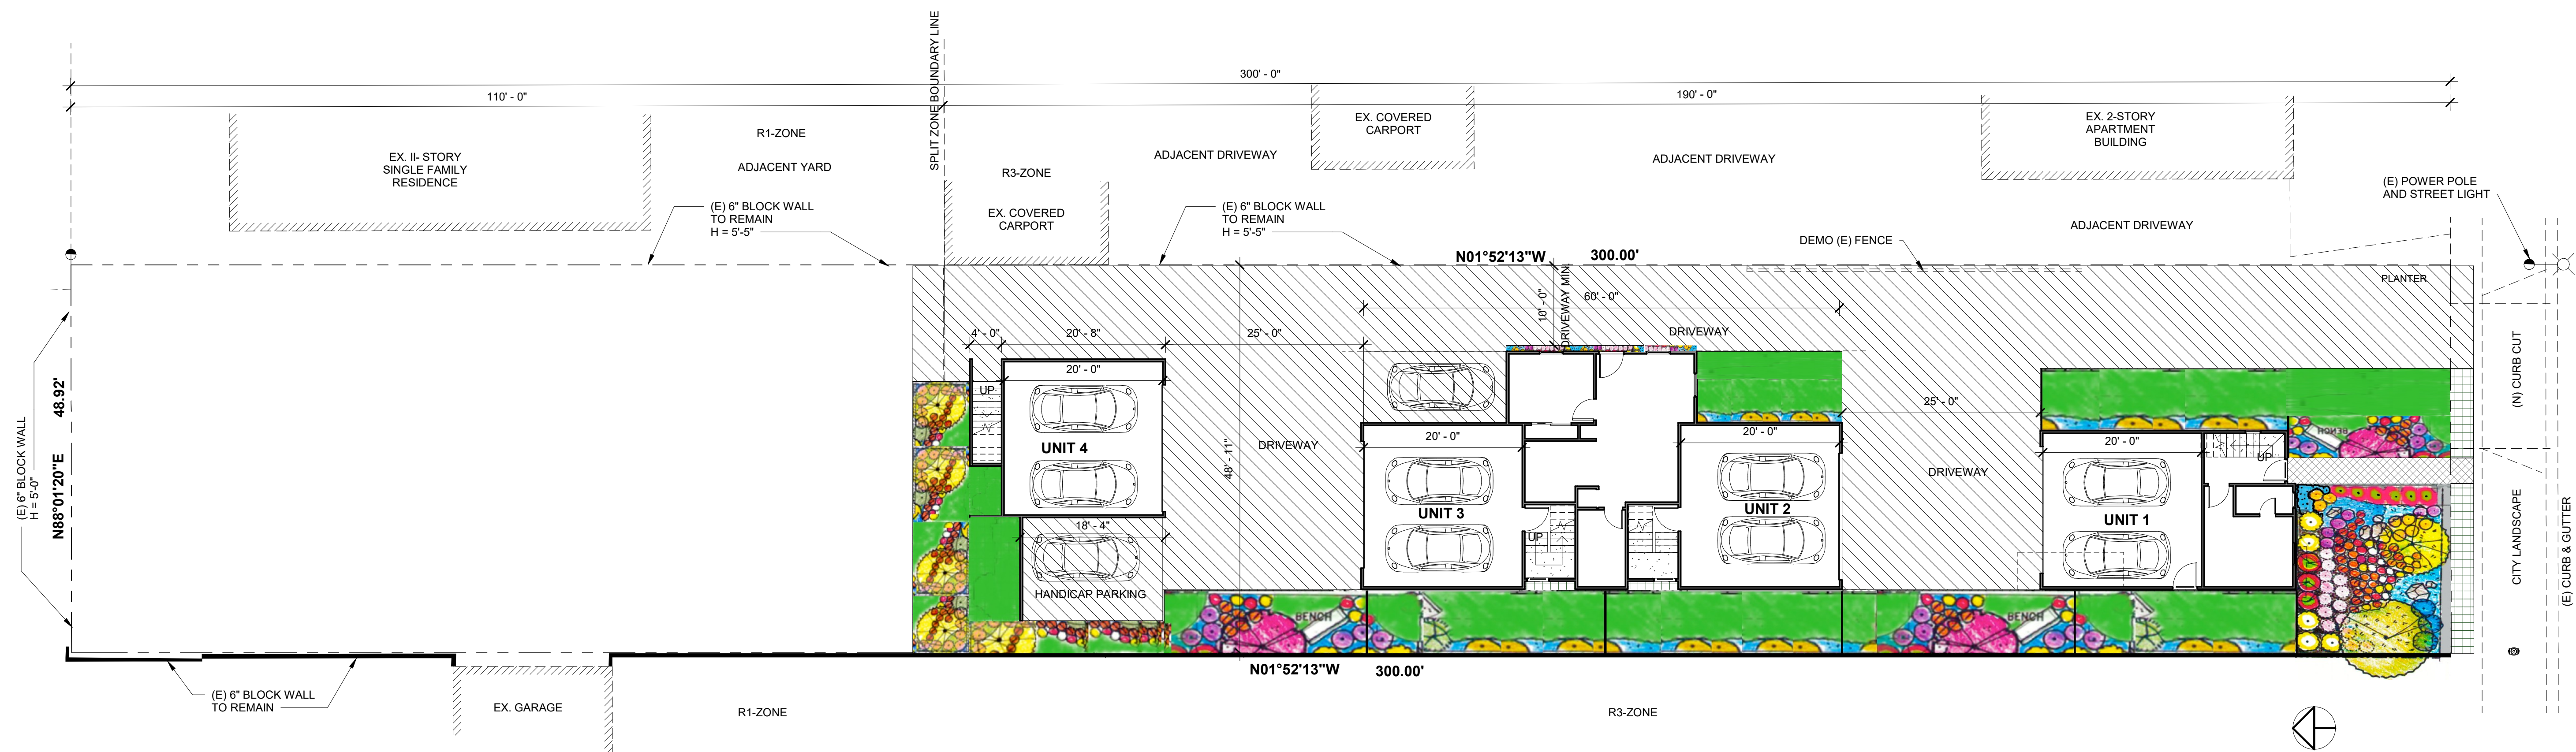 300' - 0"
110' - 0"
190' - 0"
SPLIT ZONE BOUNDARY LINE
R1-ZONE
ADJACENT YARD
EX. II- STORY
SINGLE FAMILY
RESIDENCE
R3-ZONE
ADJACENT DRIVEWAY
EX. COVERED
CARPORT
ADJACENT DRIVEWAY
EX. 2-STORY
APARTMENT
BUILDING
(E) POWER POLE
AND STREET LIGHT
(E) 6" BLOCK WALL
TO REMAIN
H = 5'-5"
EX. COVERED
CARPORT
(E) 6" BLOCK WALL
TO REMAIN
H = 5'-5"
ADJACENT DRIVEWAY
DEMO (E) FENCE
N01°52'13"W 300.00'
PLANTER
10' - 0"
DRIVEWAY MIN.
60' - 0"
DRIVEWAY
4' - 0"
20' - 8"
25' - 0"
20' - 0"
UP
UNIT 4
48' - 11"
DRIVEWAY
18' - 4"
HANDICAP PARKING
20' - 0"
UNIT 3
UP
20' - 0"
UNIT 2
25' - 0"
DRIVEWAY
20' - 0"
UNIT 1
UP
BENCH
BENCH
BENCH
(N) CURB CUT
CITY LANDSCAPE
(E) CURB & GUTTER
(E) 6" BLOCK WALL
H = 5'-0"
N88°01'20"E 48.92'
N01°52'13"W 300.00'
(E) 6" BLOCK WALL
TO REMAIN
EX. GARAGE
R1-ZONE
R3-ZONE